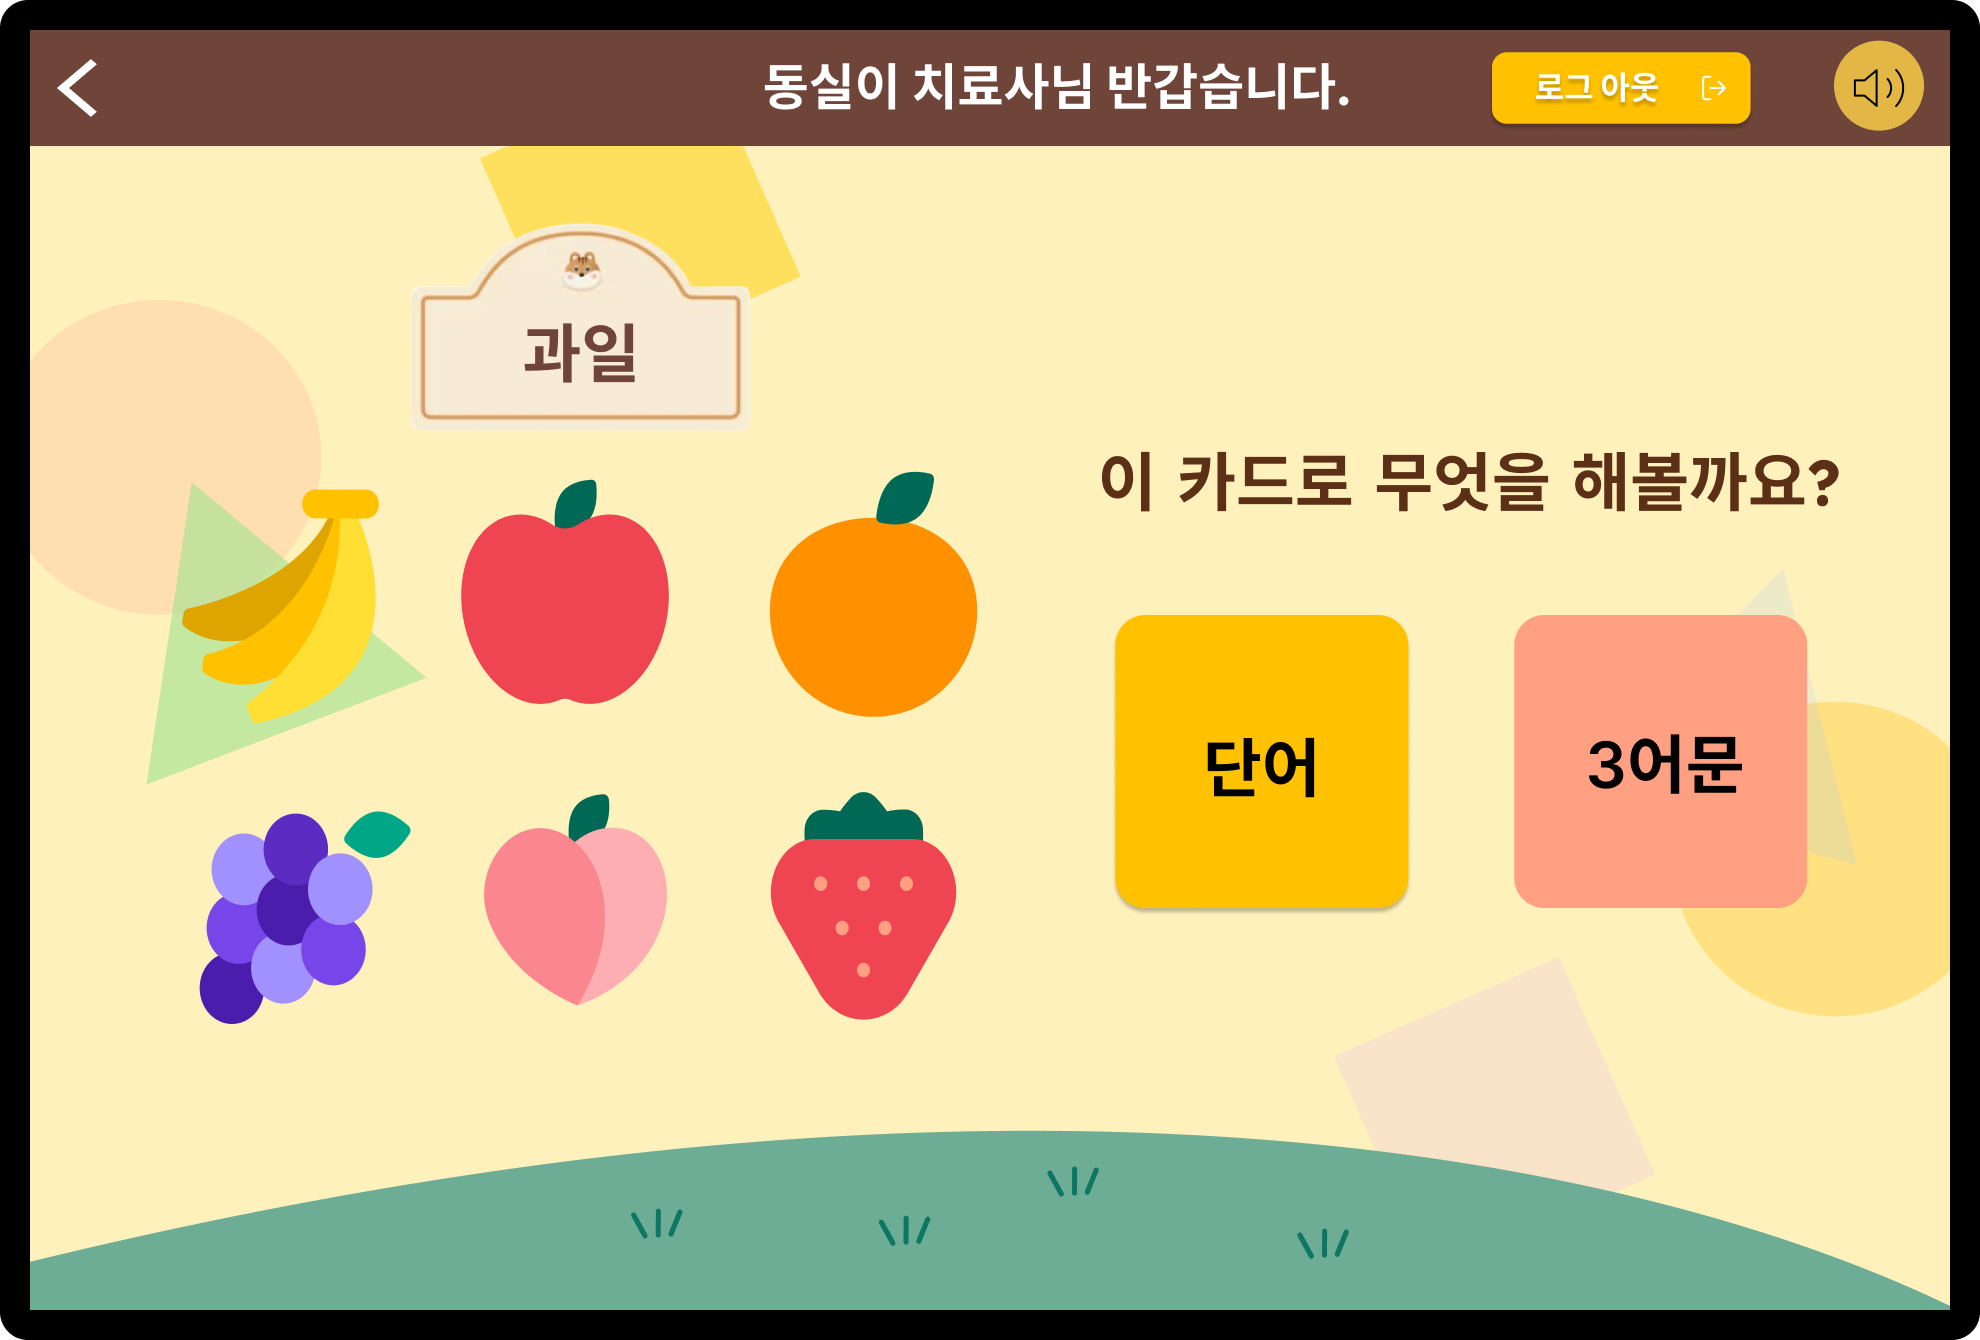 동실이 치료사님 반갑습니다.
로그 아웃
과일
이 카드로 무엇을 해볼까요?
단어
3어문